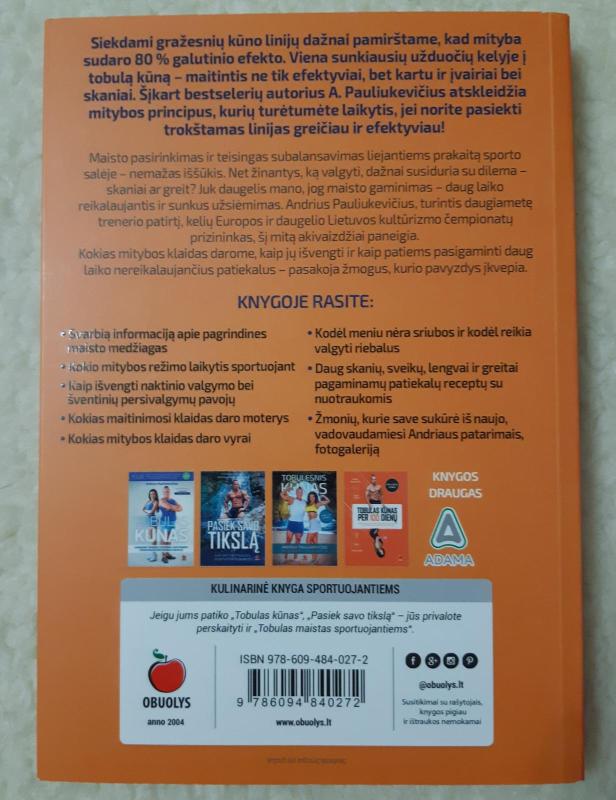 Siekdami gražesnių kūno linijų dažnai pamirštame, kad mityba
sudaro 80 % galutinio efekto. Viena sunkiausių užduočių kelyje į
tobulą kūną – maitintis ne tik efektyviai, bet kartu ir įvairiai bei
skaniai. Šįkart bestselerių autorius A. Pauliukevičius atskleidžia
mitybos principus, kurių turėtumėte laikytis, jei norite pasiekti
trokštamas linijas greičiau ir efektyviau!
Maisto pasirinkimas ir teisingas subalansavimas liejantiems prakaitą sporto
salėje – nemažas iššūkis. Net žinantys, ką valgyti, dažnai susiduria su dilema –
skaniai ar greit? Juk daugelis mano, jog maisto gaminimas – daug laiko
reikalaujantis ir sunkus užsiėmimas. Andrius Pauliukevičius, turintis daugiametę
trenerio patirtį, kelių Europos ir daugelio Lietuvos kultūrizmo čempionatų
prizininkas, šį mitą akivaizdžiai paneigia.
Kokias mitybos klaidas darome, kaip jų išvengti ir kaip patiems pasigaminti daug
laiko nereikalaujančius patiekalus – pasakoja žmogus, kurio pavyzdys įkvepia.
KNYGOJE RASITE:
• Svarbią informaciją apie pagrindines
maisto medžiagas
• Kokio mitybos režimo laikytis sportuojant
• Kaip išvengti naktinio valgymo bei
šventinių persivalgymų pavojų
• Kokias maitinimosi klaidas daro moterys
• Kokias mitybos klaidas daro vyrai
• Kodėl meniu nėra sriubos ir kodėl reikia
valgyti riebalus
• Daug skanių, sveikų, lengvai ir greitai
pagaminamų patiekalų receptų su
nuotraukomis
• Žmonių, kurie save sukūrė iš naujo,
vadovaudamiesi Andriaus patarimais,
fotogaleriją
TOBULAS
KŪNAS
PASIEK SAVO
TIKSLĄ
TOBULESNIS
KŪNAS
TOBULAS KŪNAS
PER 100 DIENŲ
KNYGOS
DRAUGAS
ADAMA
KULINARINĖ KNYGA SPORTUOJANTIEMS
Jeigu jums patiko „Tobulas kūnas“, „Pasiek savo tikslą“ – jūs privalote
perskaityti ir „Tobulas maistas sportuojantiems“.
OBUOLYS
anno 2004
ISBN 978-609-484-027-2
9 786094 840272
www.obuolys.lt
@obuolys.lt
Susitikimai su rašytojais,
knygos pigiau
ir ištraukos nemokamai